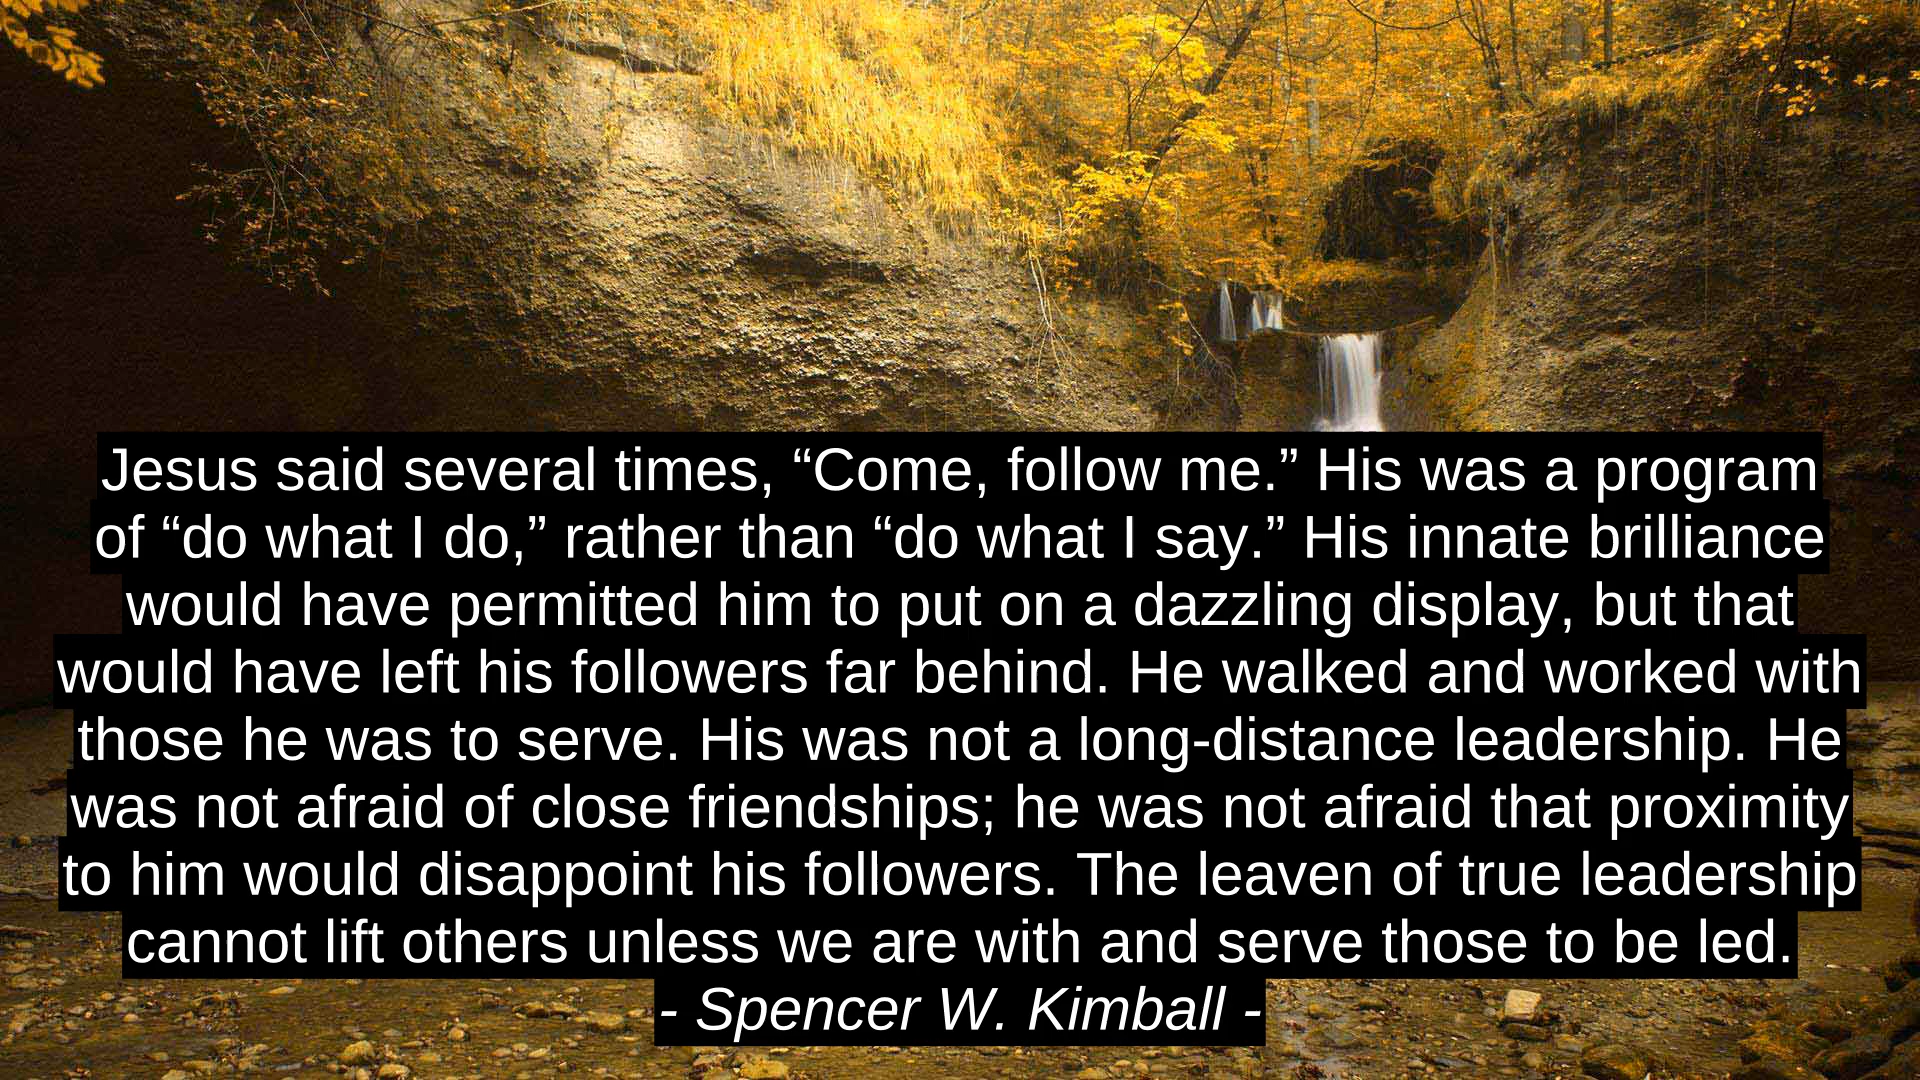 Jesus said several times, “Come, follow me.” His was a program
of “do what I do,” rather than “do what I say.” His innate brilliance
would have permitted him to put on a dazzling display, but that
would have left his followers far behind. He walked and worked with
those he was to serve. His was not a long-distance leadership. He
was not afraid of close friendships; he was not afraid that proximity
to him would disappoint his followers. The leaven of true leadership
cannot lift others unless we are with and serve those to be led.
- Spencer W. Kimball -